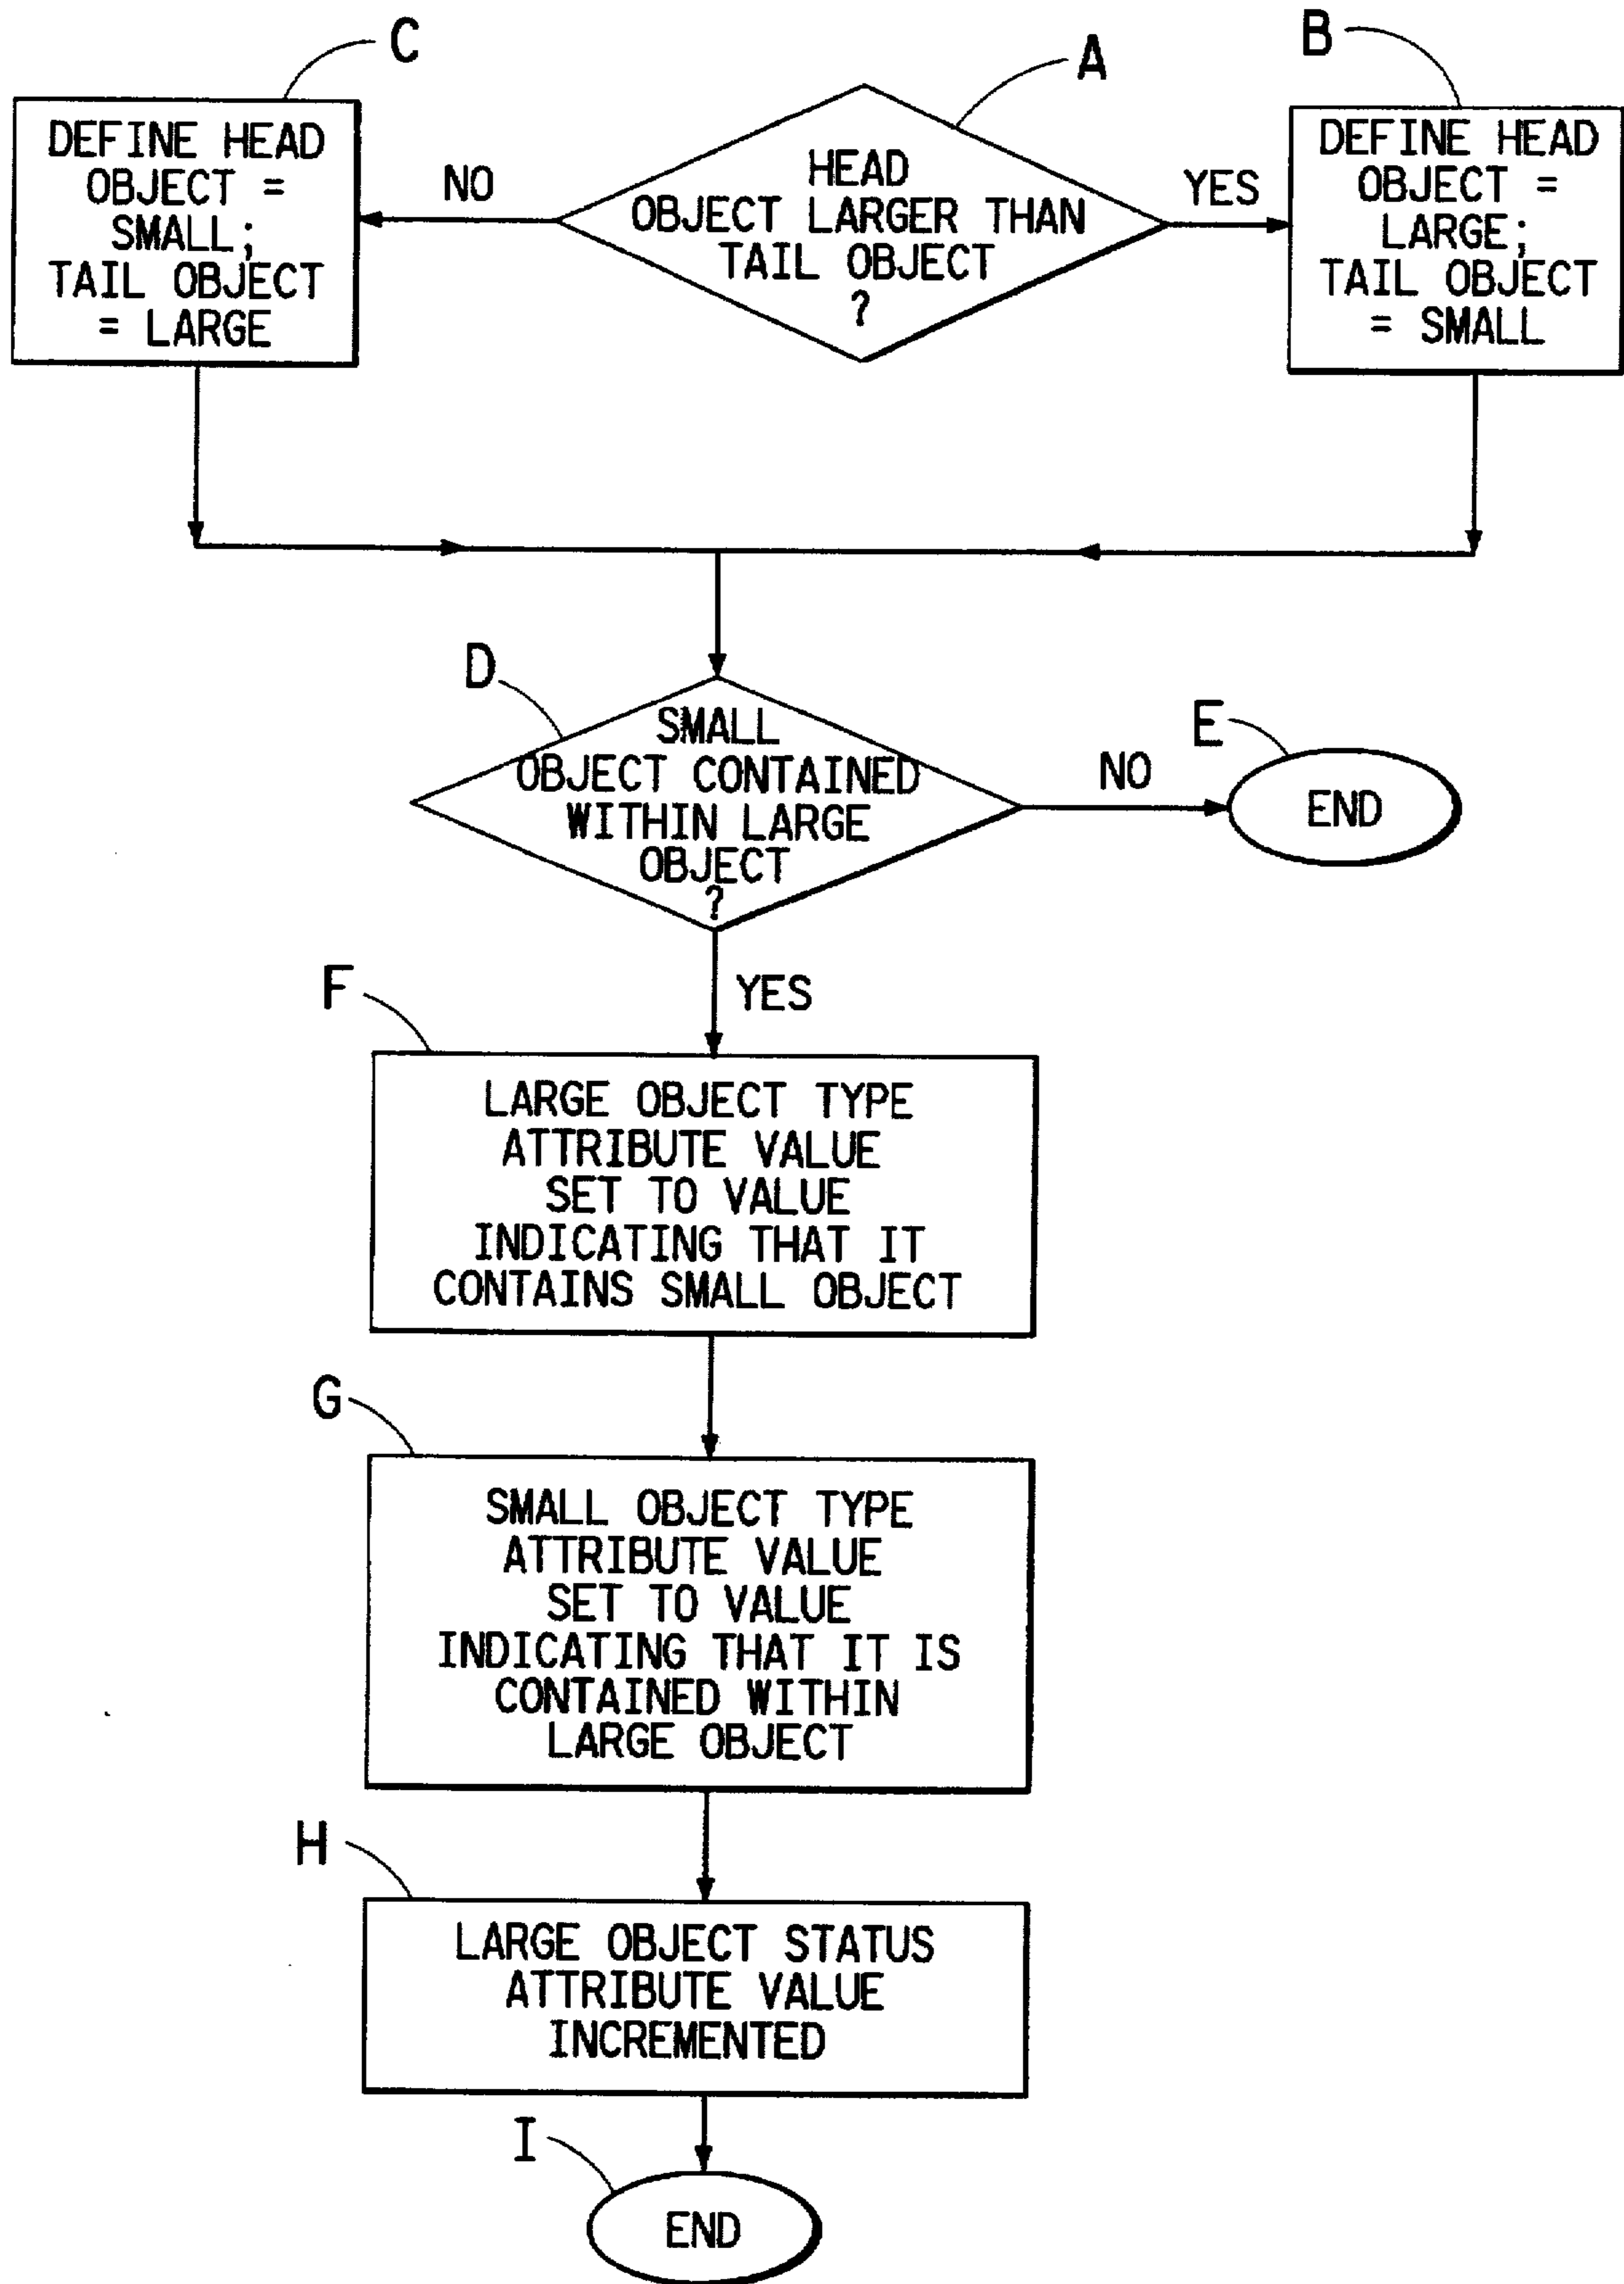 C
A
B
DEFINE HEAD
OBJECT =
SMALL;
TAIL OBJECT
= LARGE
NO
HEAD
OBJECT LARGER THAN
TAIL OBJECT
?
YES
DEFINE HEAD
OBJECT =
LARGE;
TAIL OBJECT
= SMALL
D
SMALL
OBJECT CONTAINED
WITHIN LARGE
OBJECT
?
NO
E
END
YES
F
LARGE OBJECT TYPE
ATTRIBUTE VALUE
SET TO VALUE
INDICATING THAT IT
CONTAINS SMALL OBJECT
G
SMALL OBJECT TYPE
ATTRIBUTE VALUE
SET TO VALUE
INDICATING THAT IT IS
CONTAINED WITHIN
LARGE OBJECT
H
LARGE OBJECT STATUS
ATTRIBUTE VALUE
INCREMENTED
I
END